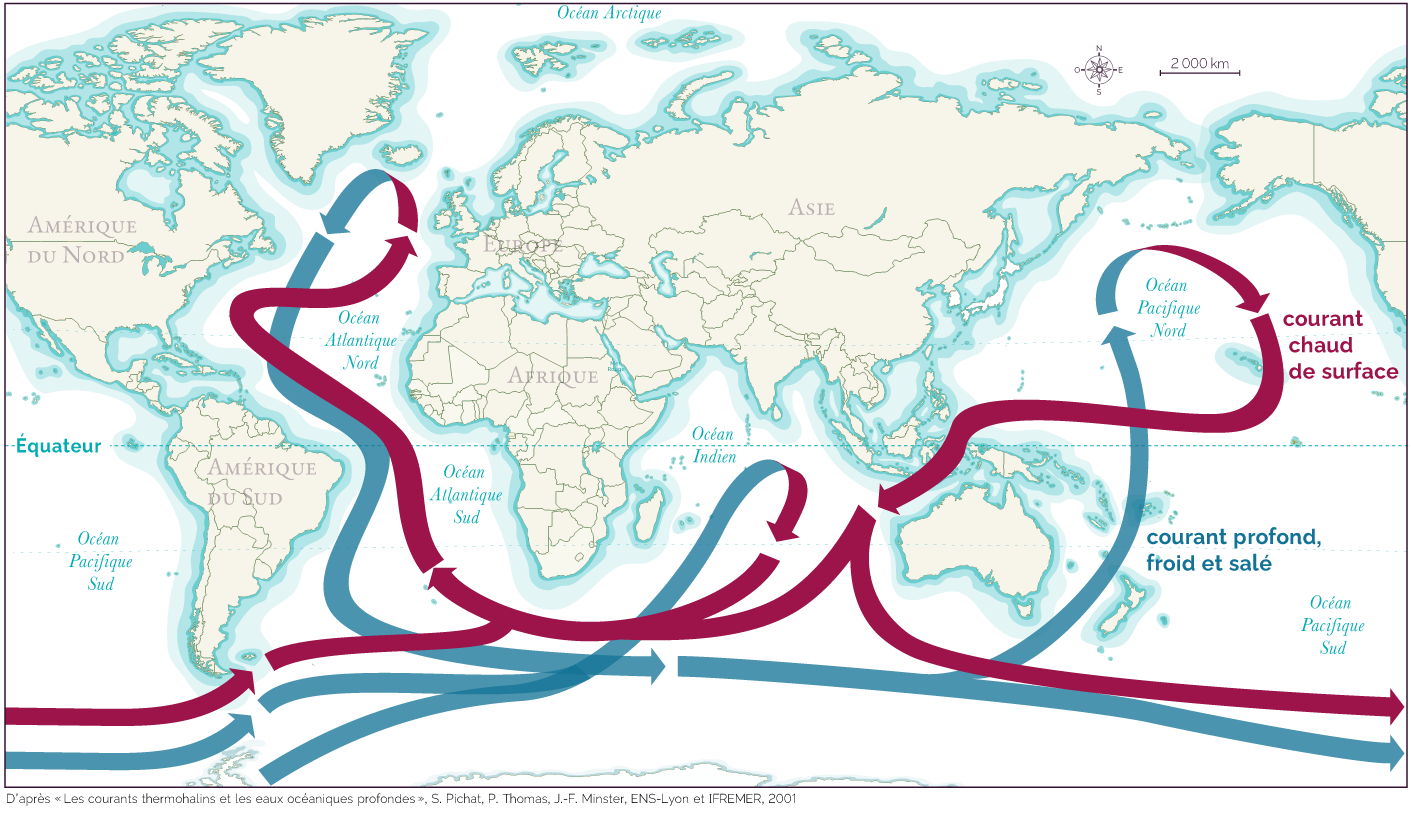 Océan Arctique
N
O
E
S
2 000 km
AMÉRIQUE
DU NORD
EUROPE
ASIE
Océan
Atlantique
Nord
Océan
Pacifique
Nord
courant
chaud
de surface
AFRIQUE
Rouge
Équateur
Océan
Indien
AMÉRIQUE
DU SUD
Océan
Atlantique
Sud
Océan
Pacifique
Sud
courant profond,
froid et salé
Océan
Pacifique
Sud
D'après « Les courants thermohalins et les eaux océaniques profondes », S. Pichat, P. Thomas, J.-F. Minster, ENS-Lyon et IFREMER, 2001